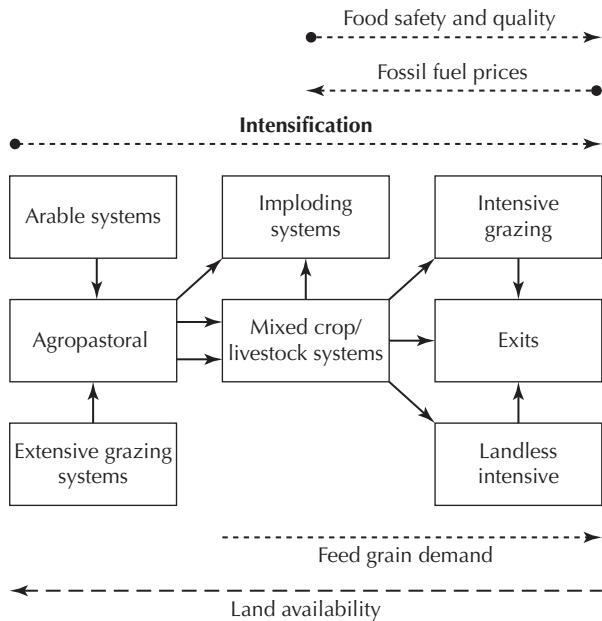 Food safety and quality
Fossil fuel prices
Intensification
Arable systems
Imploding
systems
Intensive
grazing
Agropastoral
Mixed crop/
livestock systems
Exits
Extensive grazing
systems
Landless
intensive
Feed grain demand
Land availability